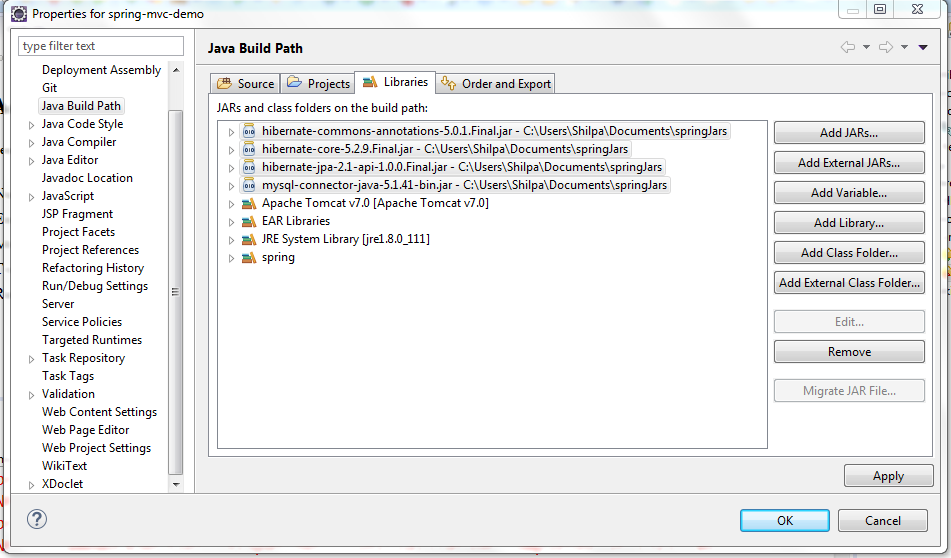 Properties for spring-mvc-demo
type filter text
Deployment Assembly
Git
Java Build Path
Java Code Style
Java Compiler
Java Editor
Javadoc Location
JavaScript
JSP Fragment
Project Facets
Project References
Refactoring History
Run/Debug Settings
Server
Service Policies
Targeted Runtimes
Task Repository
Task Tags
Validation
Web Content Settings
Web Page Editor
Web Project Settings
WikiText
XDoclet
Java Build Path
Source Projects Libraries Order and Export
JARs and class folders on the build path:
hibernate-commons-annotations-5.0.1.Final.jar - C:\Users\Shilpa\Documents\springJars
hibernate-core-5.2.9.Final.jar - C:\Users\Shilpa\Documents\springJars
hibernate-jpa-2.1-api-1.0.0.Final.jar - C:\Users\Shilpa\Documents\springJars
mysql-connector-java-5.1.41-bin.jar - C:\Users\Shilpa\Documents\springJars
Apache Tomcat v7.0 [Apache Tomcat v7.0]
EAR Libraries
JRE System Library [jre1.8.0_111]
spring
Add JARs...
Add External JARs...
Add Variable...
Add Library...
Add Class Folder...
Add External Class Folder...
Edit...
Remove
Migrate JAR File...
Apply
OK Cancel